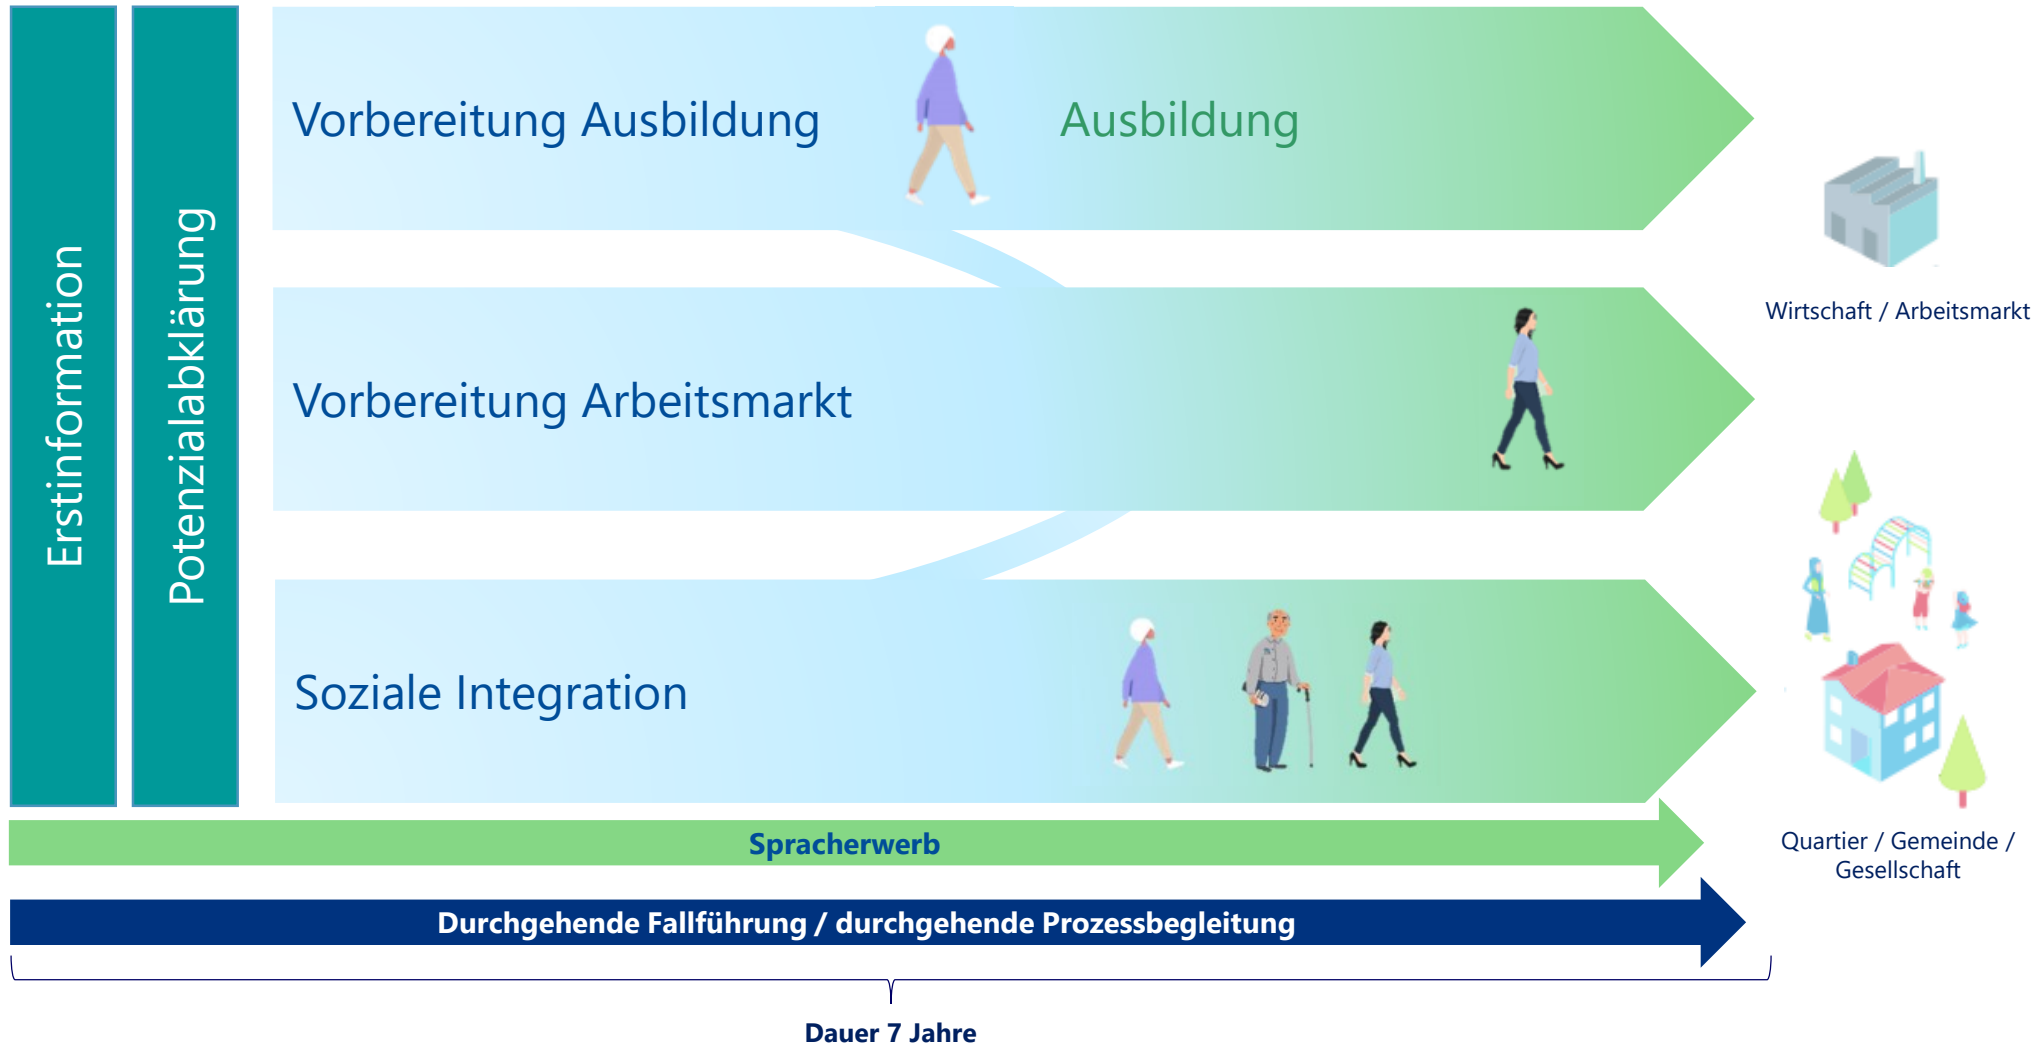 Erstinformation
Potenzialabklärung
Vorbereitung Ausbildung
Ausbildung
Vorbereitung Arbeitsmarkt
Soziale Integration
Wirtschaft / Arbeitsmarkt
Quartier / Gemeinde /
Gesellschaft
Spracherwerb
Durchgehende Fallführung / durchgehende Prozessbegleitung
Dauer 7 Jahre